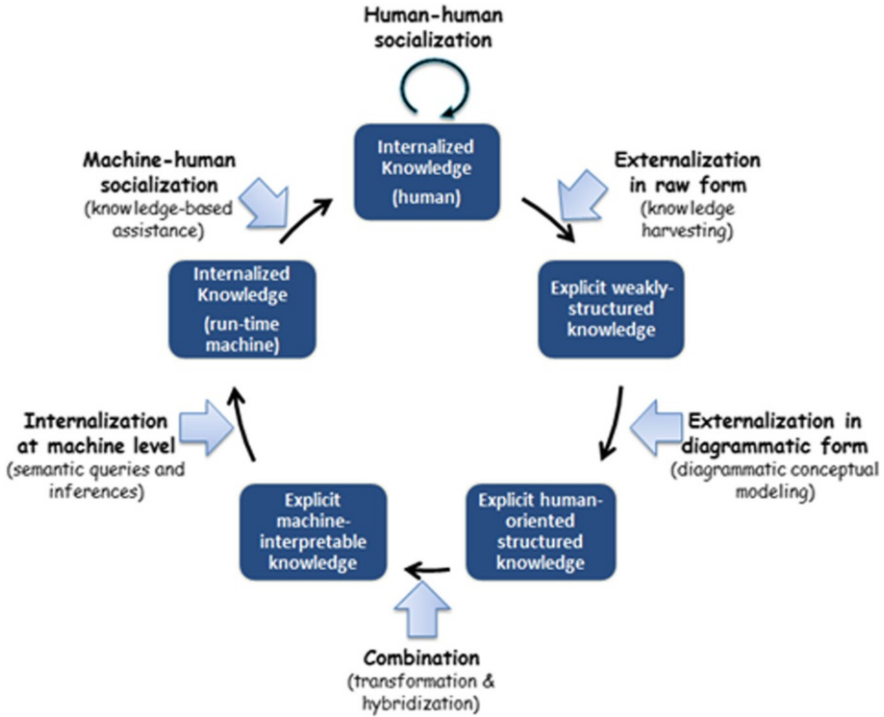 Human-human
socialization
Internalized
Knowledge
(human)
Machine-human
socialization
(knowledge-based
assistance)
Externalization
in raw form
(knowledge
harvesting)
Internalized
Knowledge
(run-time
machine)
Explicit weakly-
structured
knowledge
Internalization
at machine level
(semantic queries and
inferences)
Externalization in
diagrammatic form
(diagrammatic conceptual
modeling)
Explicit
machine-
interpretable
knowledge
Explicit human-
oriented
structured
knowledge
Combination
(transformation &
hybridization)